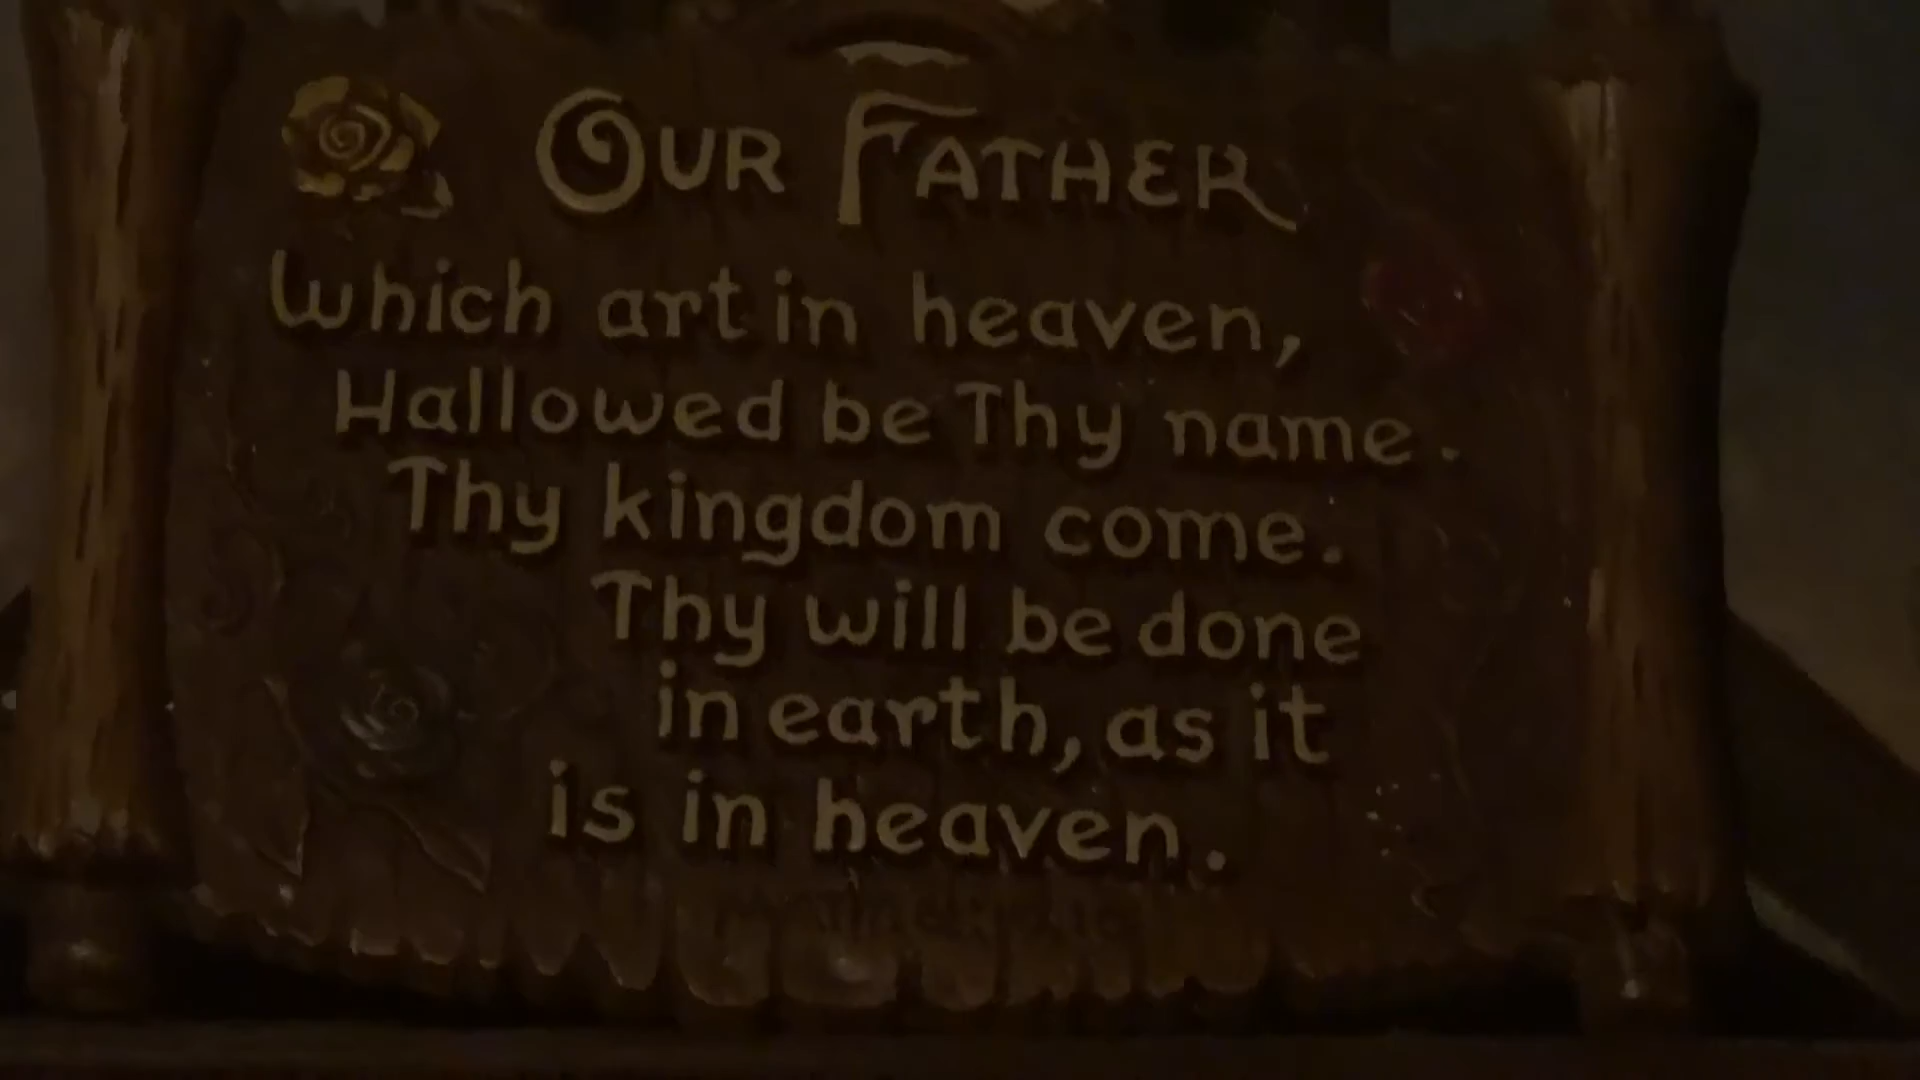 OUR FATHER
Which art in heaven,
Hallowed be Thy name.
Thy kingdom come.
Thy will be done
in earth, as it
is in heaven.